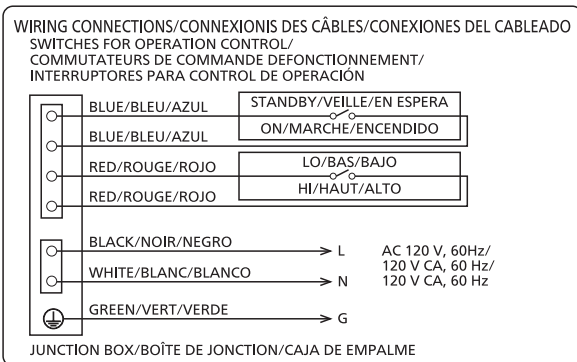 WIRING CONNECTIONS/CONNEXIONIS DES CÂBLES/CONEXIONES DEL CABLEADO
SWITCHES FOR OPERATION CONTROL/
COMMUTATEURS DE COMMANDE DEFONCTIONNEMENT/
INTERRUPTORES PARA CONTROL DE OPERACIÓN
BLUE/BLEU/AZUL
STANDBY/VEILLE/EN ESPERA
ON/MARCHE/ENCENDIDO
BLUE/BLEU/AZUL
RED/ROUGE/ROJO
LO/BAS/BAJO
HI/HAUT/ALTO
RED/ROUGE/ROJO
BLACK/NOIR/NEGRO
L
AC 120 V, 60Hz/
120 V CA, 60 Hz/
120 V CA, 60 Hz
WHITE/BLANC/BLANCO
N
GREEN/VERT/VERDE
G
JUNCTION BOX/BOÎTE DE JONCTION/CAJA DE EMPALME